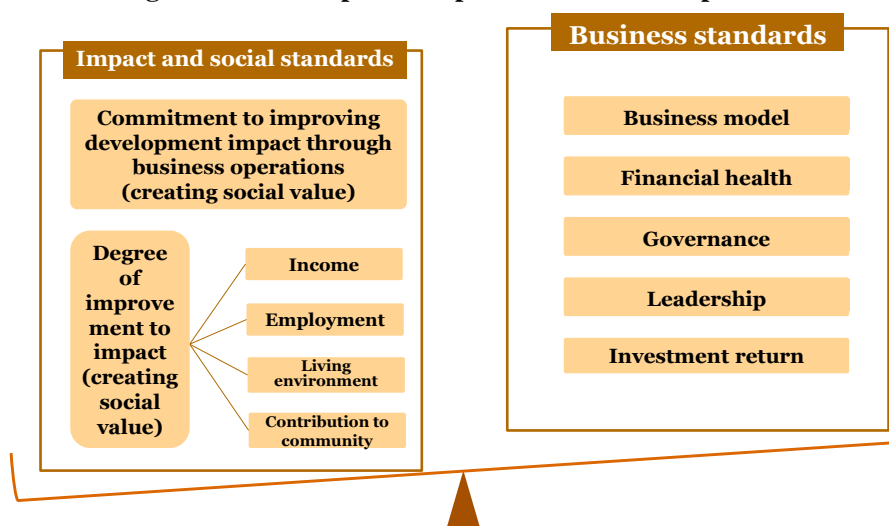 Impact and social standards
Commitment to improving
development impact through
business operations
(creating social value)
Degree
of
improve
ment to
impact
(creating
social
value)
Income
Employment
Living
environment
Contribution to
community
Business standards
Business model
Financial health
Governance
Leadership
Investment return